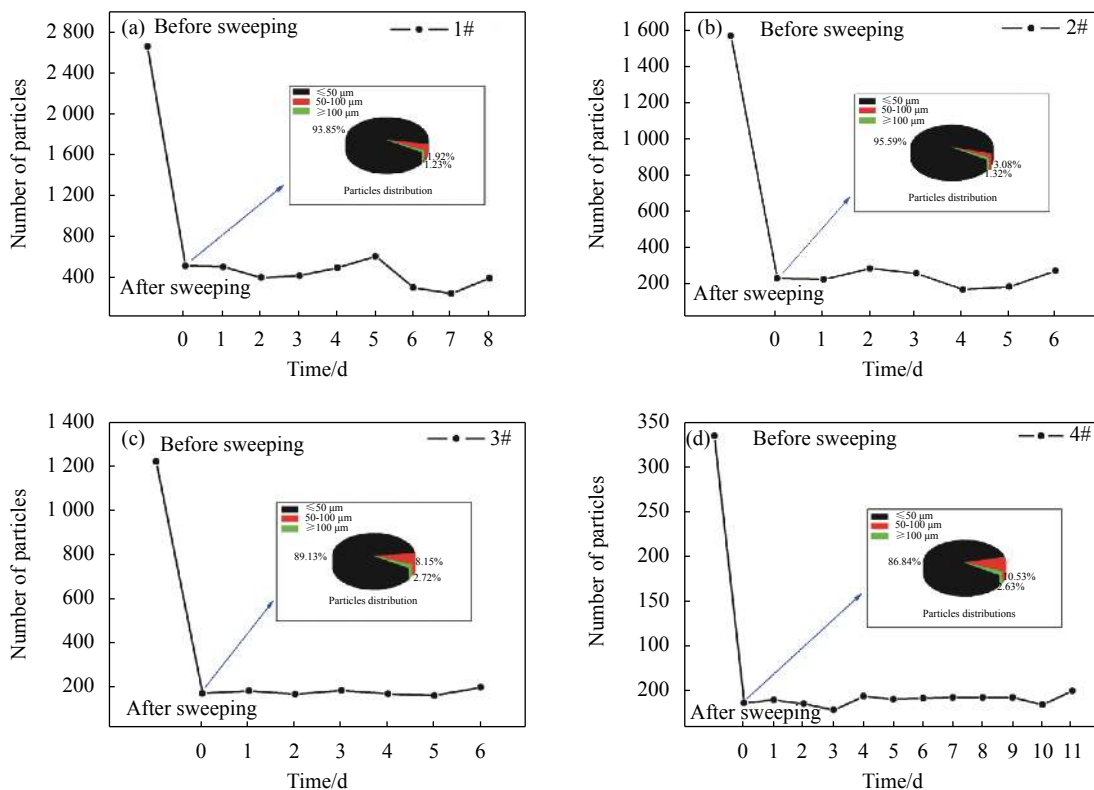 (a)
Before sweeping
1#
2 800
2 400
2 000
1 600
1 200
800
400
Number of particles
≤50 μm
50-100 μm
≥100 μm
93.85%
1.23%
Particles distribution
After sweeping
0 1 2 3 4 5 6 7 8
Time/d
(b)
Before sweeping
2#
1 600
1 400
1 200
1 000
800
600
400
200
Number of particles
≤50 μm
50-100 μm
≥100 μm
95.59%
3.08%
1.32%
Particles distribution
After sweeping
0 1 2 3 4 5 6
Time/d
(c)
Before sweeping
3#
1 400
1 200
1 000
800
600
400
200
Number of particles
≤50 μm
50-100 μm
≥100 μm
89.13%
8.15%
2.72%
Particles distribution
After sweeping
0 1 2 3 4 5 6
Time/d
(d)
Before sweeping
4#
350
300
250
200
150
100
200
Number of particles
≤50 μm
50-100 μm
≥100 μm
86.84%
10.53%
2.63%
Particles distributions
After sweeping
0 1 2 3 4 5 6 7 8 9 10 11
Time/d